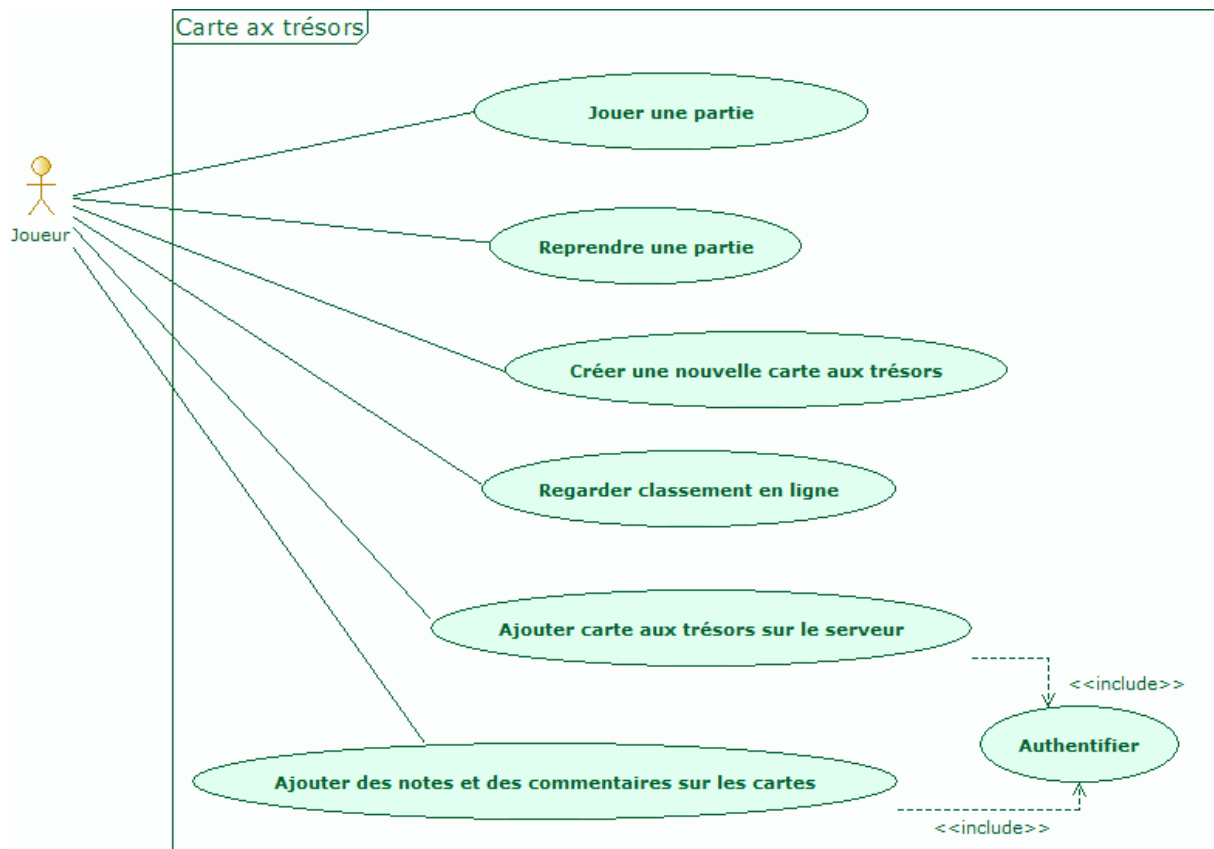 Carte ax trésors
Jouer une partie
Joueur
Reprendre une partie
Créer une nouvelle carte aux trésors
Regarder classement en ligne
Ajouter carte aux trésors sur le serveur
<<include>>
Authentifier
Ajouter des notes et des commentaires sur les cartes
<<include>>